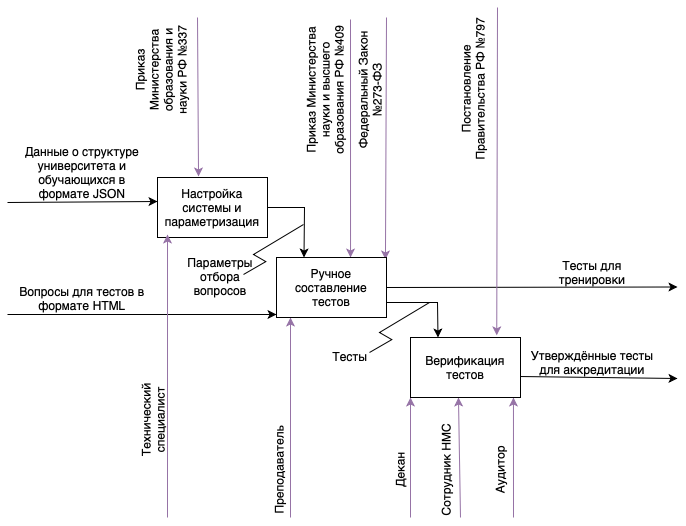 Приказ
Министерства
образования и
науки РФ №337
Приказ Министерства
науки и высшего
образования РФ №409
Федеральный Закон
№273-ФЗ
Постановление
Правительства РФ №797
Данные о структуре
университета и
обучающихся в
формате JSON
Настройка
системы и
параметризация
Параметры
отбора
вопросов
Вопросы для тестов в
формате HTML
Ручное
составление
тестов
Тесты для
тренировки
Тесты
Верификация
тестов
Утверждённые тесты
для аккредитации
Технический
специалист
Преподаватель
Декан
Сотрудник НМС
Аудитор